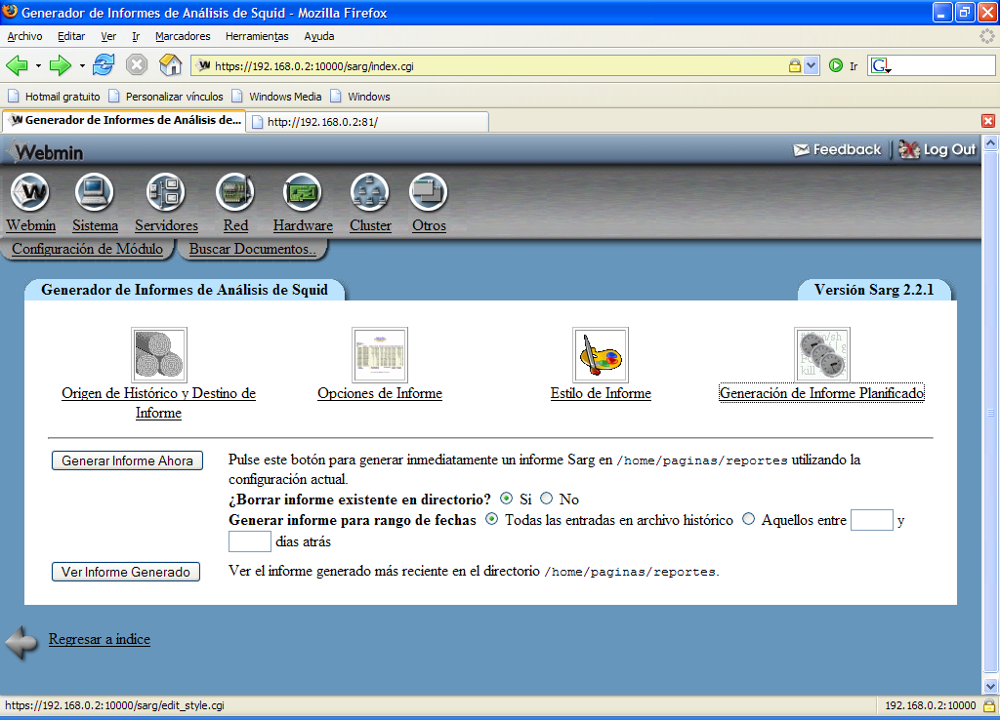 Generador de Informes de Análisis de Squid - Mozilla Firefox
Archivo Editar Ver Ir Marcadores Herramientas Ayuda
https://192.168.0.2:10000/sarg/index.cgi Ir G
Hotmail gratuito Personalizar vínculos Windows Media Windows
Generador de Informes de Análisis de... http://192.168.0.2:81/
Webmin Feedback Log Out
Webmin Sistema Servidores Red Hardware Cluster Otros
Configuración de Módulo Buscar Documentos..
Generador de Informes de Análisis de Squid Versión Sarg 2.2.1
Origen de Histórico y Destino de Opciones de Informe Estilo de Informe Generación de Informe Planificado
Informe
Generar Informe Ahora Pulse este botón para generar inmediatamente un informe Sarg en /home/paginas/reportes utilizando la
configuración actual.
¿Borrar informe existente en directorio? Si No
Generar informe para rango de fechas Todas las entradas en archivo histórico Aquellos entre y
días atrás
Ver Informe Generado Ver el informe generado más reciente en el directorio /home/paginas/reportes.
Regresar a índice
https://192.168.0.2:10000/sarg/edit_style.cgi 192.168.0.2:10000